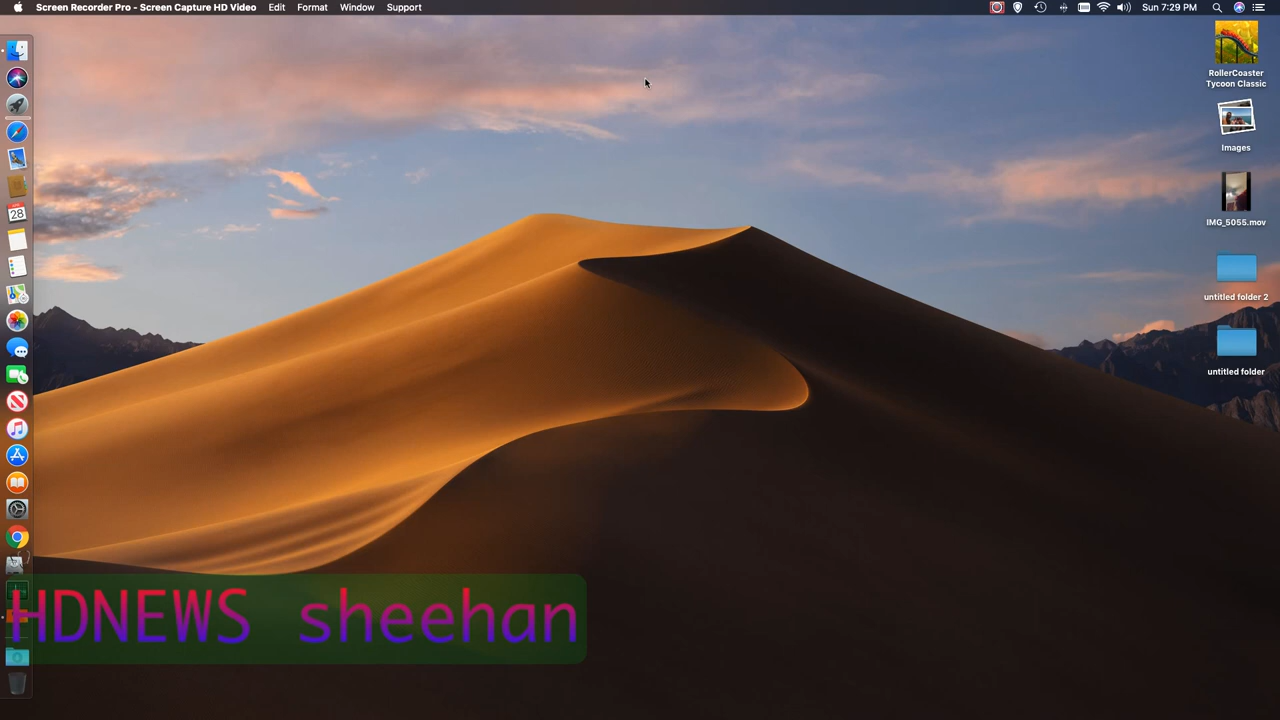 Screen Recorder Pro - Screen Capture HD Video Edit Format Window Support Sun 7:29 PM
RollerCoaster
Tycoon Classic
Images
IMG_5055.mov
untitled folder 2
untitled folder
28
HDNEWS sheehan